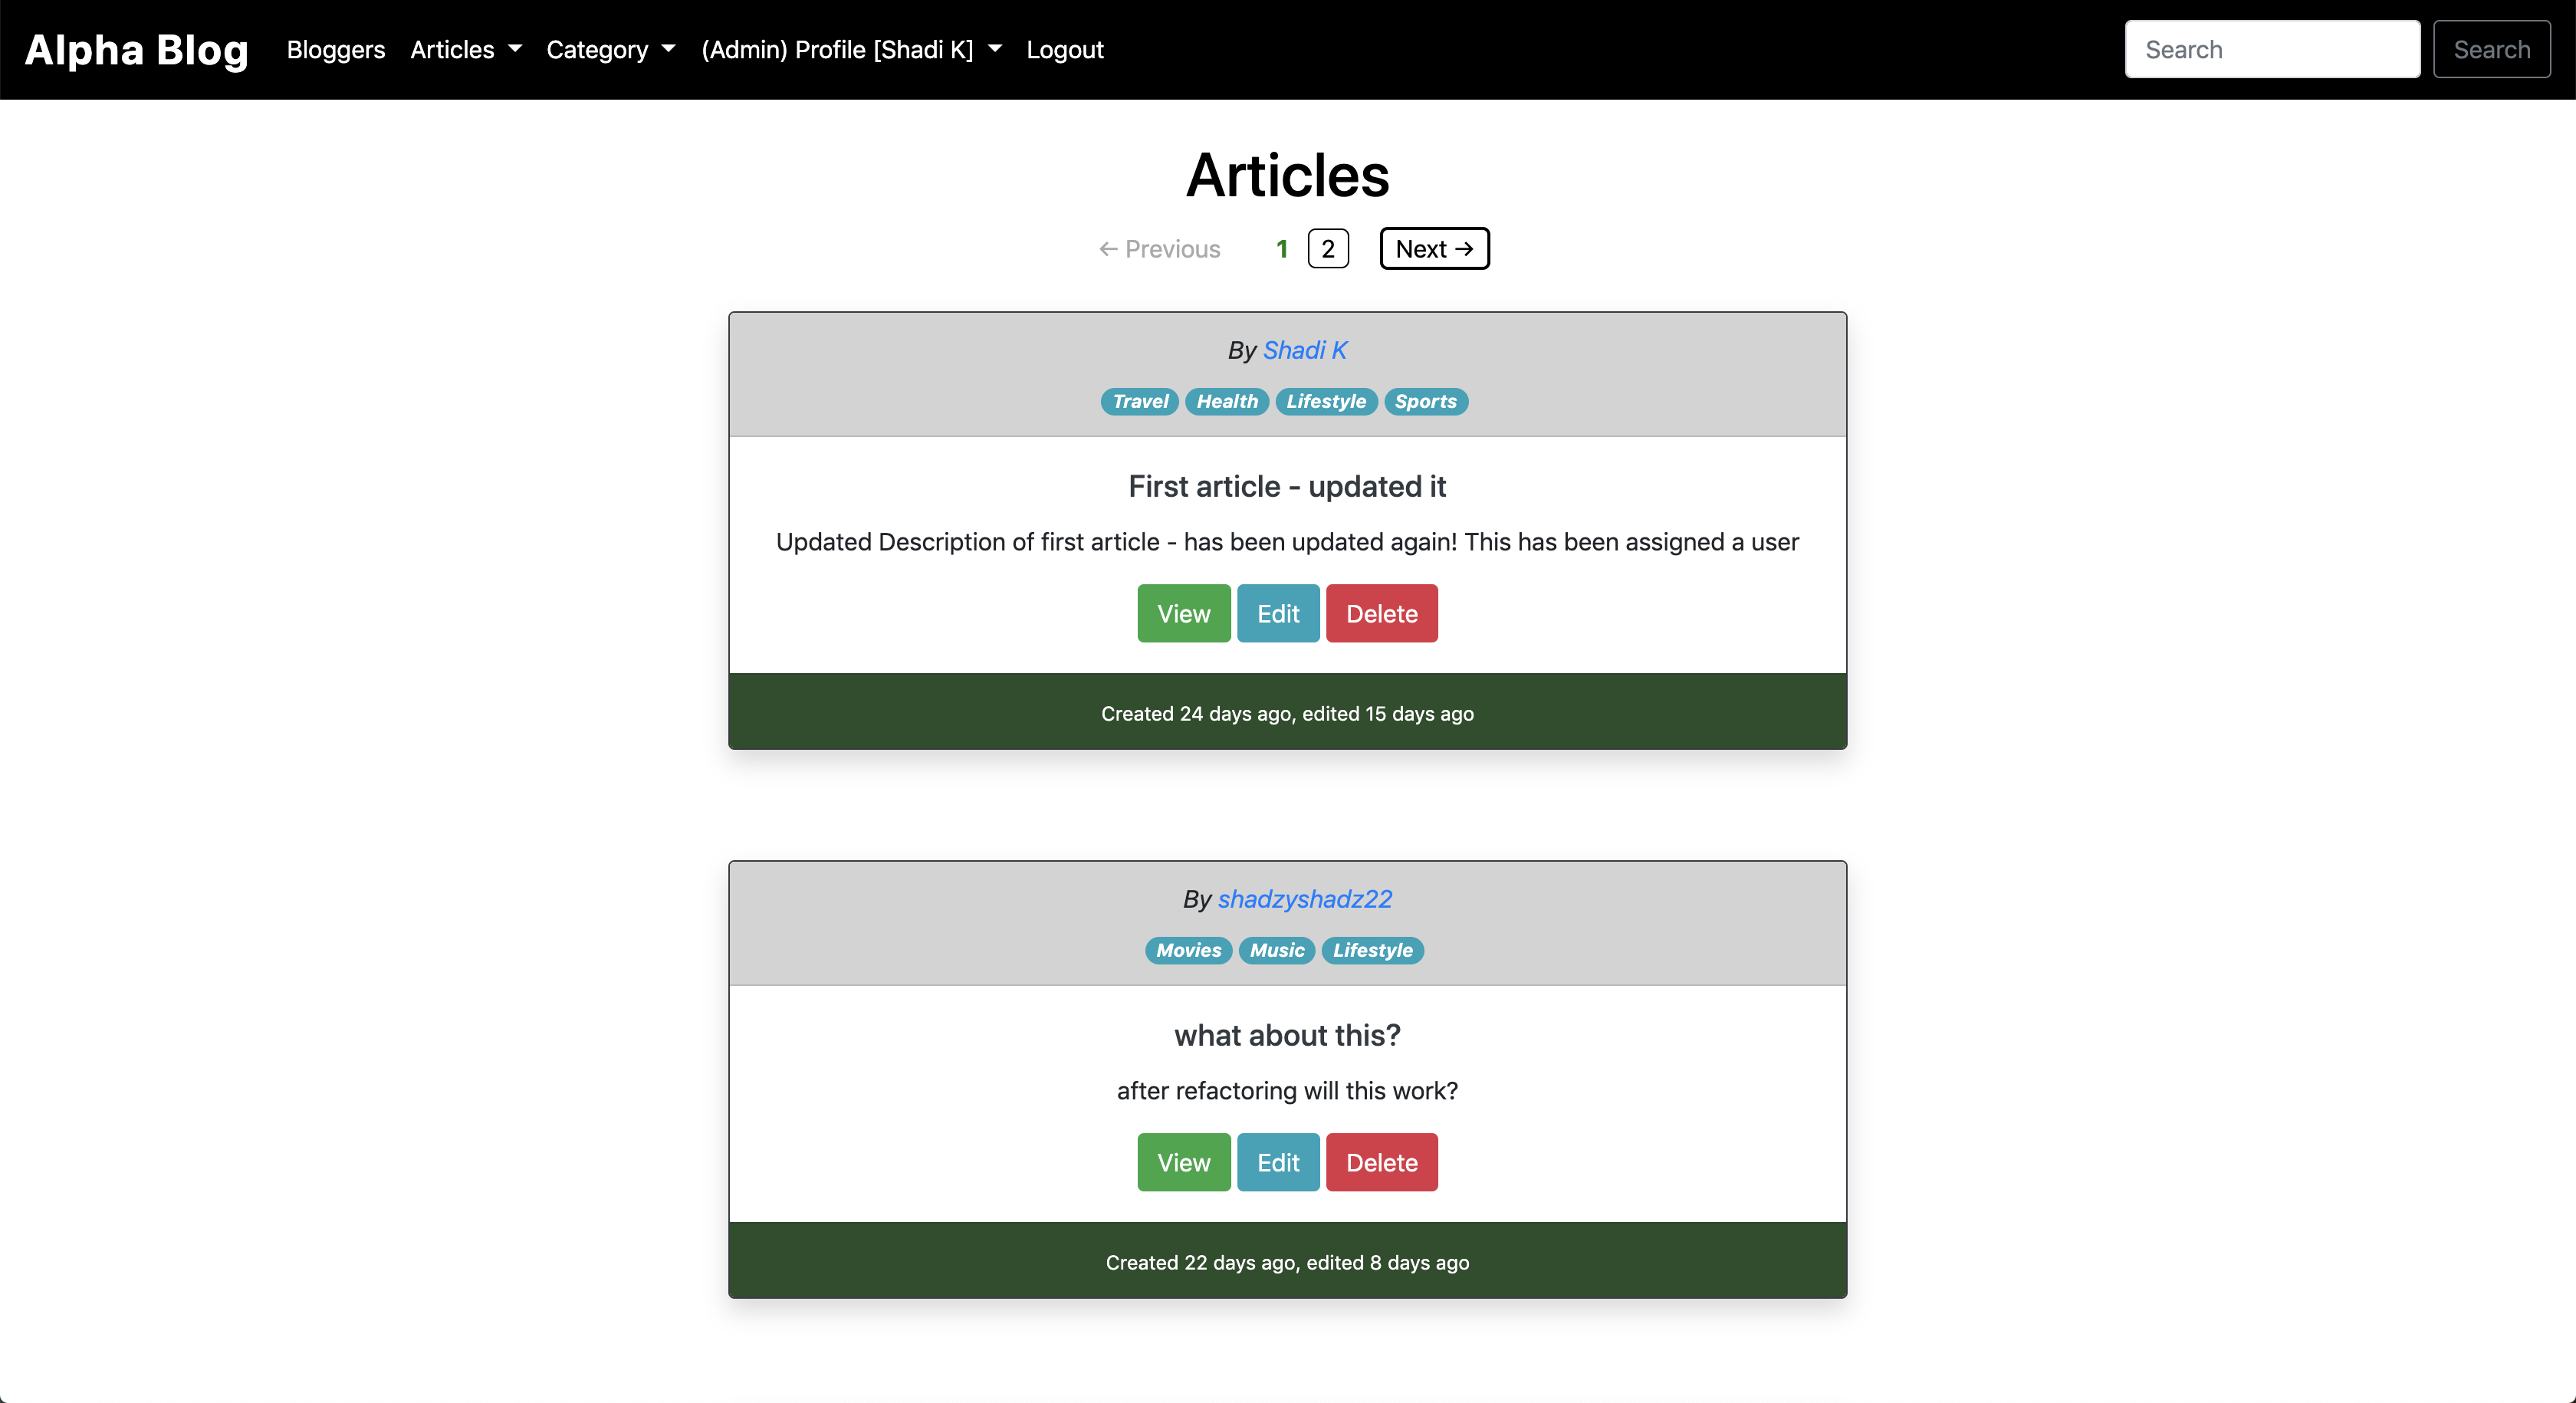 Alpha Blog Bloggers Articles Category (Admin) Profile [Shadi K] Logout Search Search
Articles
← Previous 1 2 Next →
By Shadi K
Travel Health Lifestyle Sports
First article - updated it
Updated Description of first article - has been updated again! This has been assigned a user
View Edit Delete
Created 24 days ago, edited 15 days ago
By shadzyshadz22
Movies Music Lifestyle
what about this?
after refactoring will this work?
View Edit Delete
Created 22 days ago, edited 8 days ago